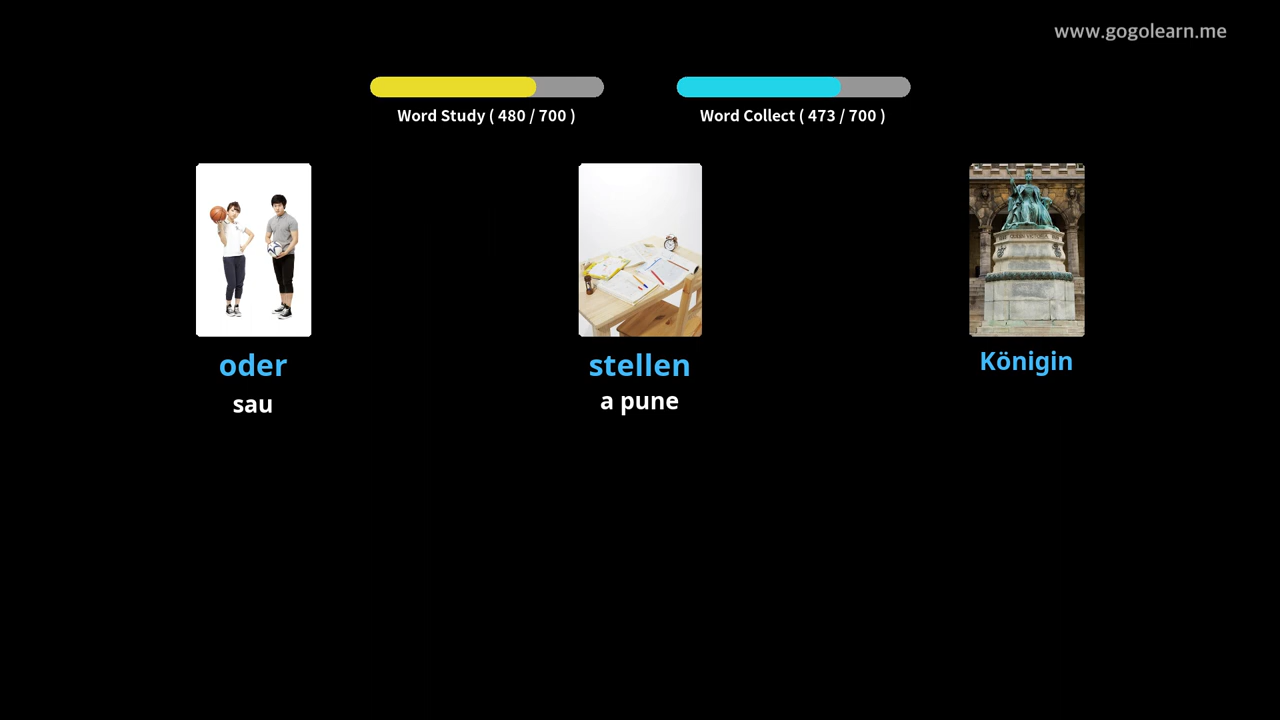 www.gogolearn.me
Word Study ( 480 / 700 )
Word Collect ( 473 / 700 )
oder
sau
stellen
a pune
Königin